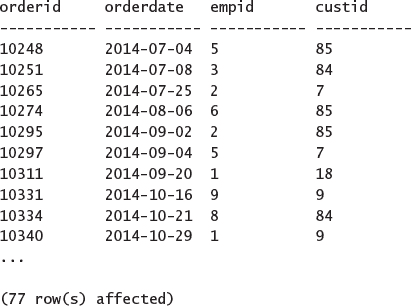 orderid     orderdate   empid       custid
----------- ----------- ----------- -----------
10248       2014-07-04  5           85
10251       2014-07-08  3           84
10265       2014-07-25  2           7
10274       2014-08-06  6           85
10295       2014-09-02  2           85
10297       2014-09-04  5           7
10311       2014-09-20  1           18
10331       2014-10-16  9           9
10334       2014-10-21  8           84
10340       2014-10-29  1           9
...
(77 row(s) affected)